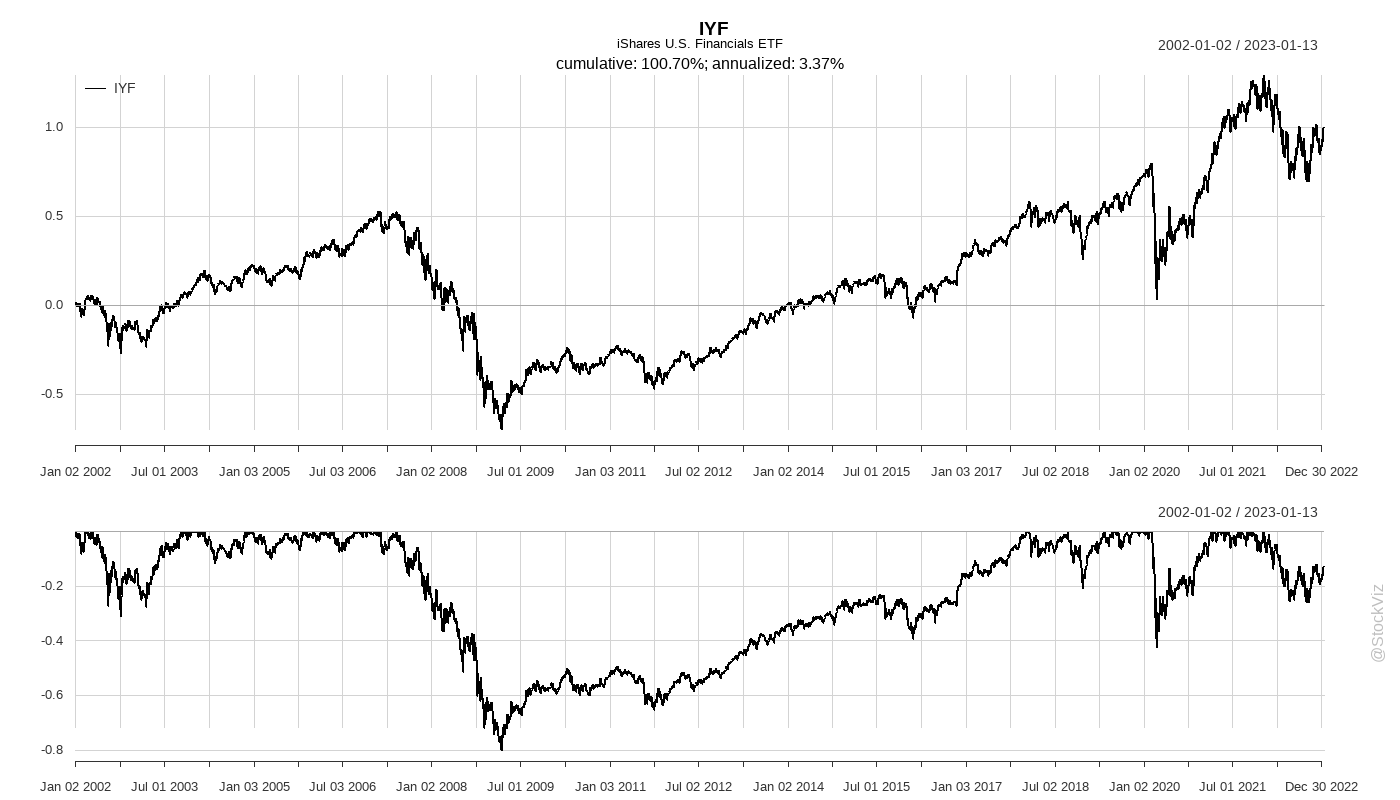 IYF
iShares U.S. Financials ETF
2002-01-02 / 2023-01-13
cumulative: 100.70%; annualized: 3.37%
IYF
1.0
0.5
0.0
-0.5
Jan 02 2002 Jul 01 2003 Jan 03 2005 Jul 03 2006 Jan 02 2008 Jul 01 2009 Jan 03 2011 Jul 02 2012 Jan 02 2014 Jul 01 2015 Jan 03 2017 Jul 02 2018 Jan 02 2020 Jul 01 2021 Dec 30 2022
2002-01-02 / 2023-01-13
-0.2
-0.4
-0.6
-0.8
Jan 02 2002 Jul 01 2003 Jan 03 2005 Jul 03 2006 Jan 02 2008 Jul 01 2009 Jan 03 2011 Jul 02 2012 Jan 02 2014 Jul 01 2015 Jan 03 2017 Jul 02 2018 Jan 02 2020 Jul 01 2021 Dec 30 2022
@StockViz